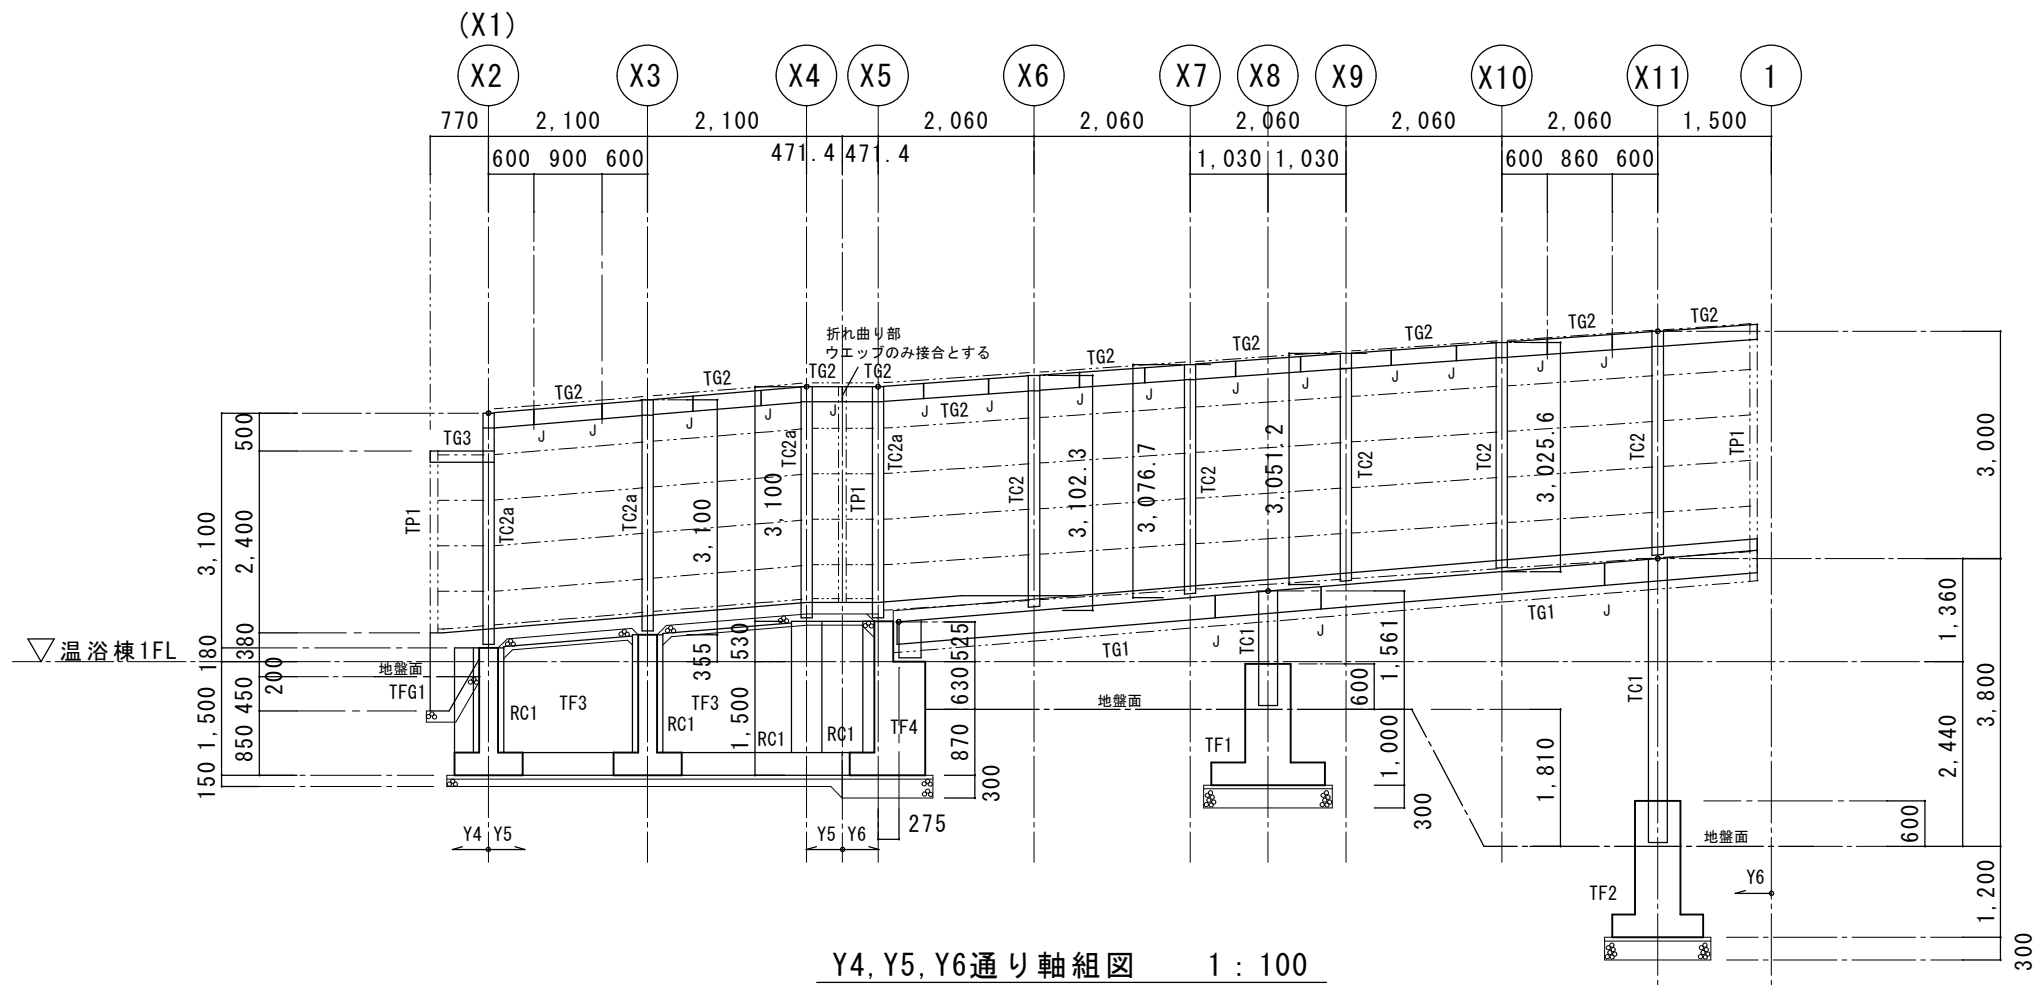 (X1)
X2 X3 X4 X5 X6 X7 X8 X9 X10 X11 1
770 2,100 2,100 2,060 2,060 2,060 2,060 2,060 1,500
600 900 600 471.4 471.4 1,030 1,030 600 860 600
折れ曲り部
ウエッブのみ接合とする
TG2 TG2 TG2 TG2 TG2 TG2 TG2 TG2 TG2 TG2
TG2
J J J J J J J J J J J J J J J
TG3
TP1 TC2a TC2a TC2a TP1 TC2a TC2 TC2 TC2 TC2 TC2 TP1
3,100 3,100 3,102.3 3,076.7 3,051.2 3,025.6
500
2,400
3,100
380
180
200
450
1,500
850
150
3,000
1,360
3,800
2,440
1,200
300
600
▽温浴棟1FL
地盤面
TFG1
RC1 TF3 RC1 TF3 RC1 RC1 TF4
355
530
1,500
525
630
870
300
275
TG1 TG1
J J J
TC1 TC1
1,561
600
1,000
300
1,810
地盤面
地盤面
TF1
TF2
Y4 Y5 Y5 Y6 Y6
Y4,Y5,Y6通り軸組図 1:100